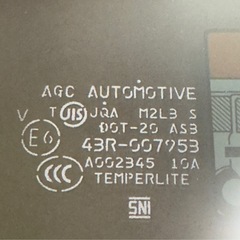 AGC AUTOMOTIVE
V T JIS JQA M2L3 S
DOT-20 AS3
E6 43R-007953
A002345 10A
CCC TEMPERLITE
SNI